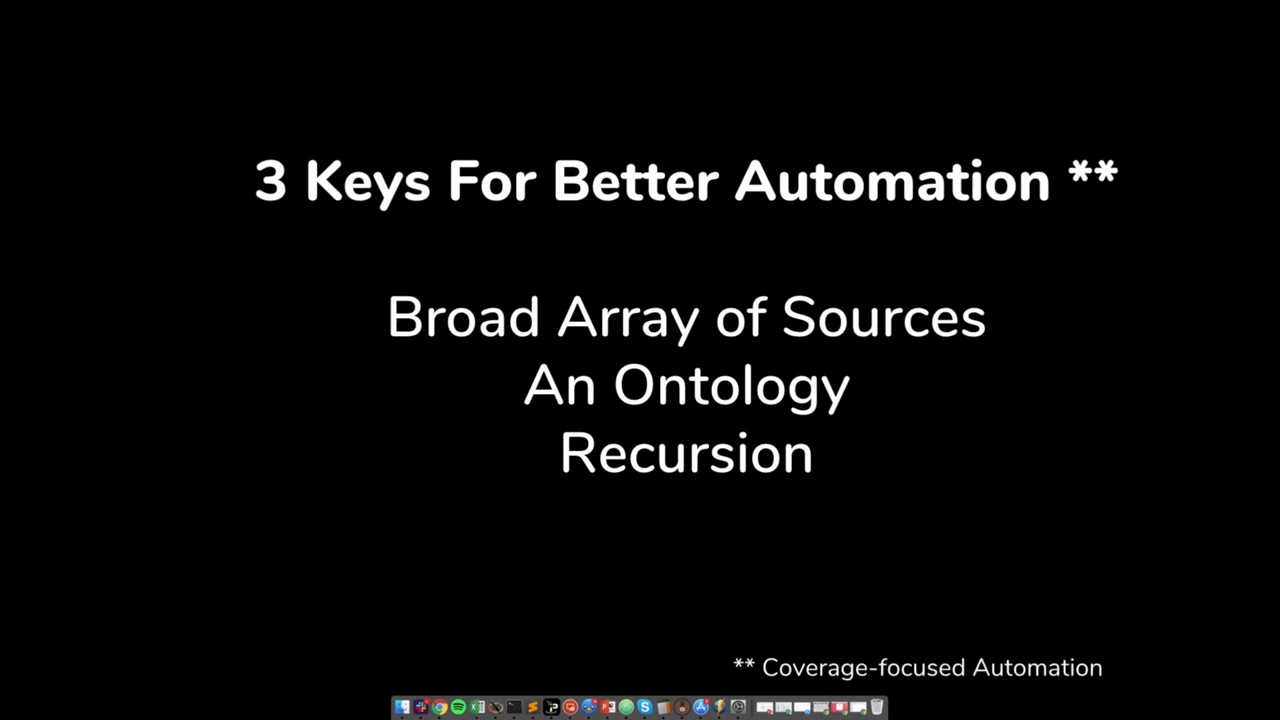 3 Keys For Better Automation **
Broad Array of Sources
An Ontology
Recursion
** Coverage-focused Automation